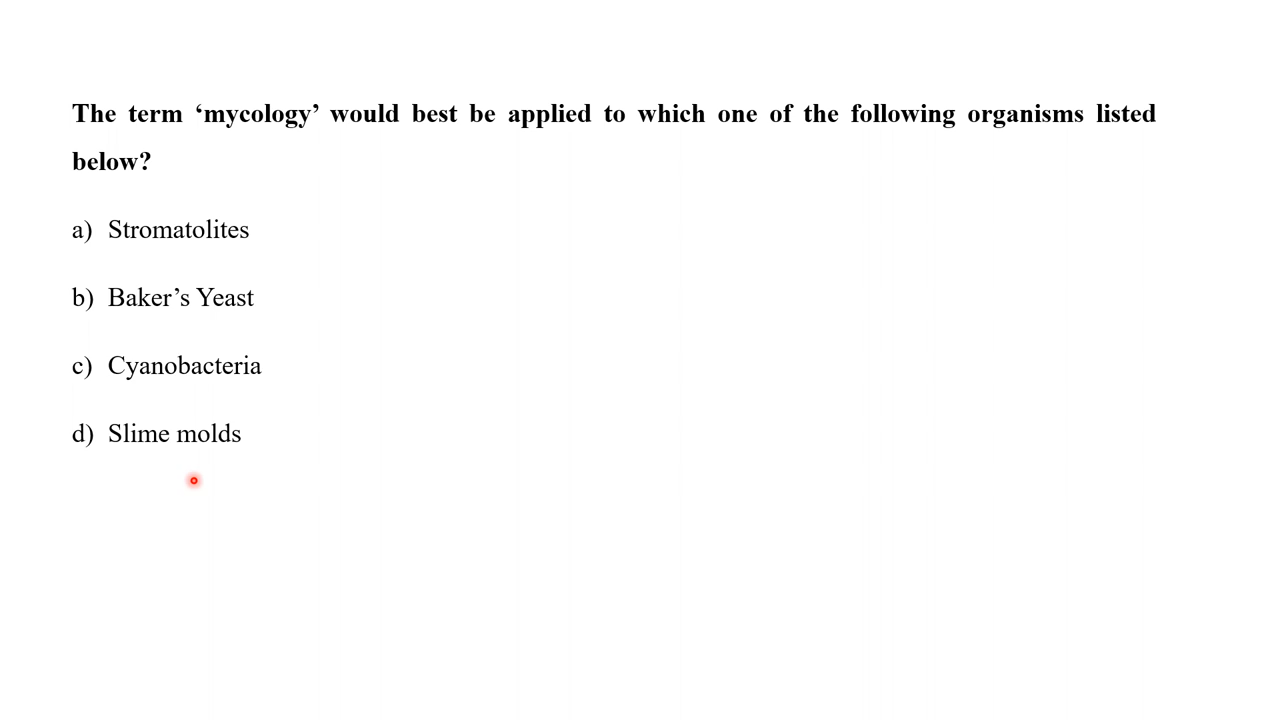 The term ‘mycology’ would best be applied to which one of the following organisms listed
below?
a) Stromatolites
b) Baker’s Yeast
c) Cyanobacteria
d) Slime molds